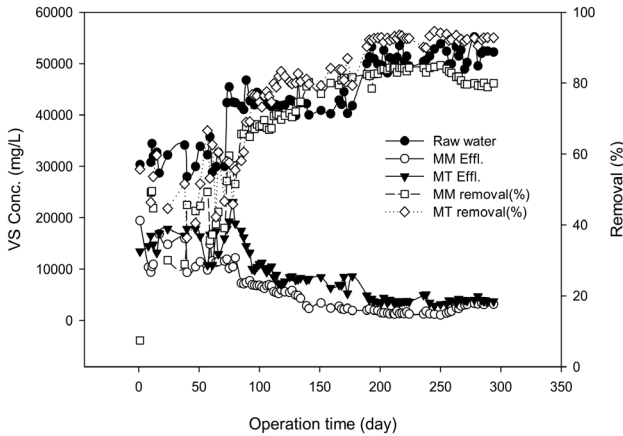 60000
50000
40000
30000
20000
10000
0
VS Conc. (mg/L)
100
80
60
40
20
0
Removal (%)
Raw water
MM Effl.
MT Effl.
MM removal(%)
MT removal(%)
0
50
100
150
200
250
300
350
Operation time (day)